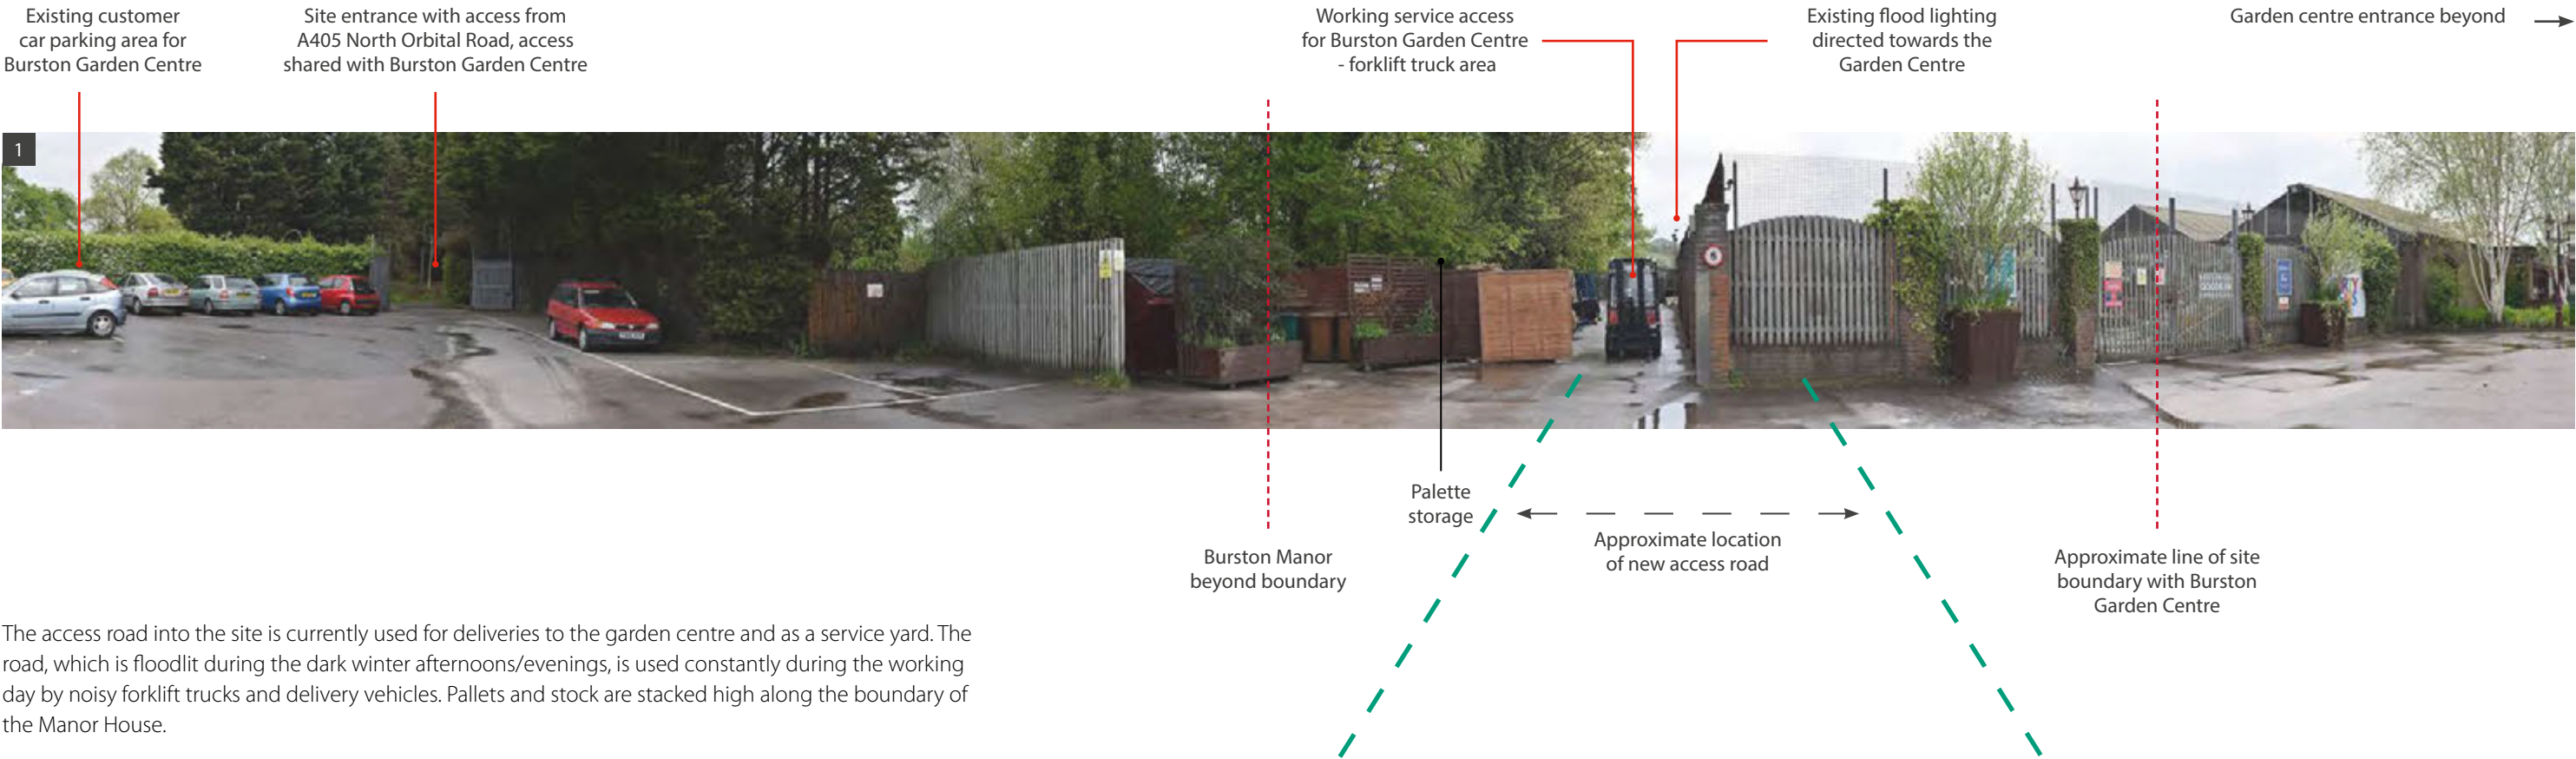 Existing customer
car parking area for
Burston Garden Centre
Site entrance with access from
A405 North Orbital Road, access
shared with Burston Garden Centre
Working service access
for Burston Garden Centre
- forklift truck area
Existing flood lighting
directed towards the
Garden Centre
Garden centre entrance beyond
1
Palette
storage
Approximate location
of new access road
Burston Manor
beyond boundary
Approximate line of site
boundary with Burston
Garden Centre
The access road into the site is currently used for deliveries to the garden centre and as a service yard. The
road, which is floodlit during the dark winter afternoons/evenings, is used constantly during the working
day by noisy forklift trucks and delivery vehicles. Pallets and stock are stacked high along the boundary of
the Manor House.